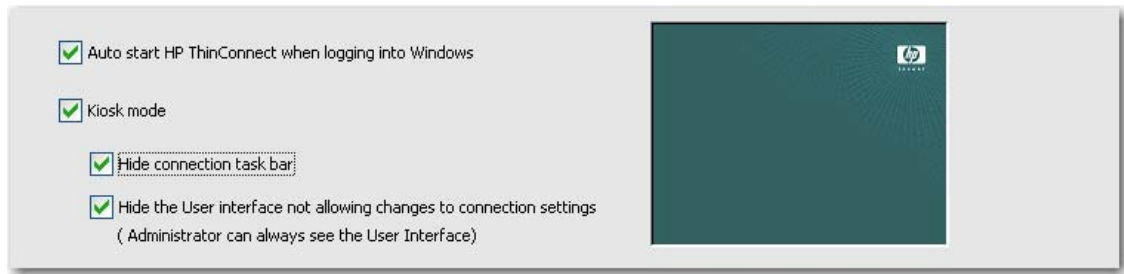 Auto start HP ThinConnect when logging into Windows
Kiosk mode
Hide connection task bar
Hide the User interface not allowing changes to connection settings
( Administrator can always see the User Interface)
hp